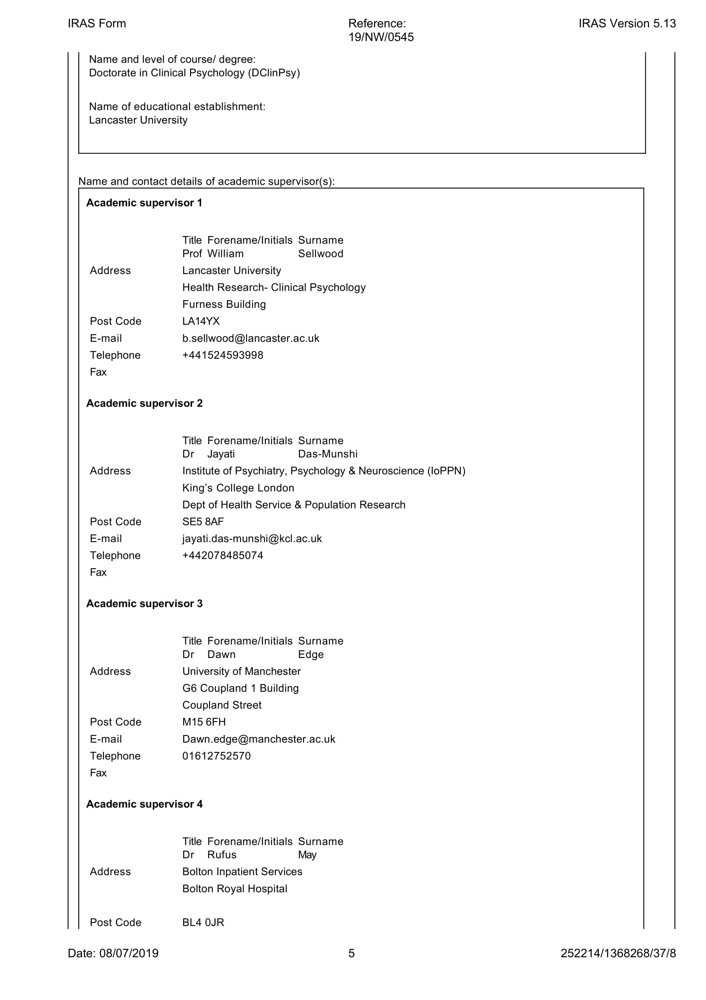 IRAS Form Reference: IRAS Version 5.13
19/NW/0545
Name and level of course/ degree:
Doctorate in Clinical Psychology (DClinPsy)
Name of educational establishment:
Lancaster University
Name and contact details of academic supervisor(s):
Academic supervisor 1
Title Forename/Initials Surname
Prof William Sellwood
Address Lancaster University
Health Research- Clinical Psychology
Furness Building
Post Code LA14YX
E-mail b.sellwood@lancaster.ac.uk
Telephone +441524593998
Fax
Academic supervisor 2
Title Forename/Initials Surname
Dr Jayati Das-Munshi
Address Institute of Psychiatry, Psychology & Neuroscience (IoPPN)
King’s College London
Dept of Health Service & Population Research
Post Code SE5 8AF
E-mail jayati.das-munshi@kcl.ac.uk
Telephone +442078485074
Fax
Academic supervisor 3
Title Forename/Initials Surname
Dr Dawn Edge
Address University of Manchester
G6 Coupland 1 Building
Coupland Street
Post Code M15 6FH
E-mail Dawn.edge@manchester.ac.uk
Telephone 01612752570
Fax
Academic supervisor 4
Title Forename/Initials Surname
Dr Rufus May
Address Bolton Inpatient Services
Bolton Royal Hospital
Post Code BL4 0JR
Date: 08/07/2019 5 252214/1368268/37/8